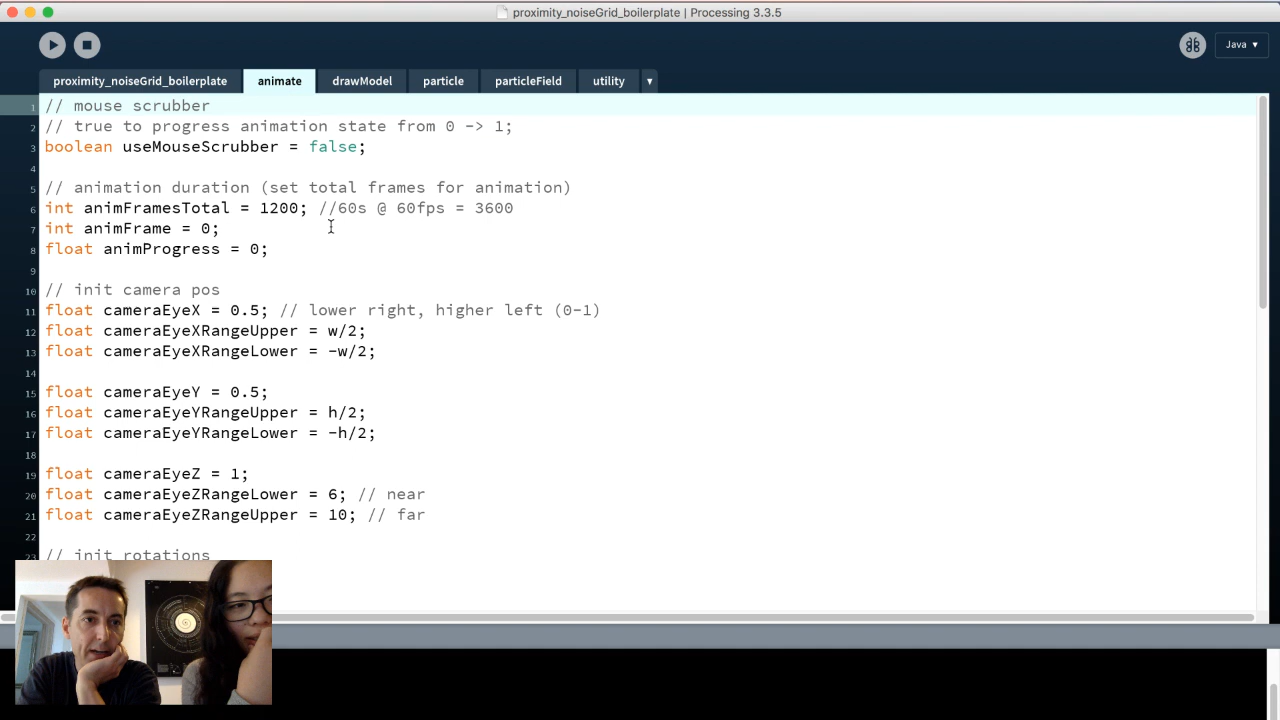 proximity_noiseGrid_boilerplate | Processing 3.3.5
Java ▾
proximity_noiseGrid_boilerplate animate drawModel particle particleField utility ▾
1 // mouse scrubber
2 // true to progress animation state from 0 -> 1;
3 boolean useMouseScrubber = false;
4
5 // animation duration (set total frames for animation)
6 int animFramesTotal = 1200; //60s @ 60fps = 3600
7 int animFrame = 0;
8 float animProgress = 0;
9
10 // init camera pos
11 float cameraEyeX = 0.5; // lower right, higher left (0-1)
12 float cameraEyeXRangeUpper = w/2;
13 float cameraEyeXRangeLower = -w/2;
14
15 float cameraEyeY = 0.5;
16 float cameraEyeYRangeUpper = h/2;
17 float cameraEyeYRangeLower = -h/2;
18
19 float cameraEyeZ = 1;
20 float cameraEyeZRangeLower = 6; // near
21 float cameraEyeZRangeUpper = 10; // far
22
23 // init rotations